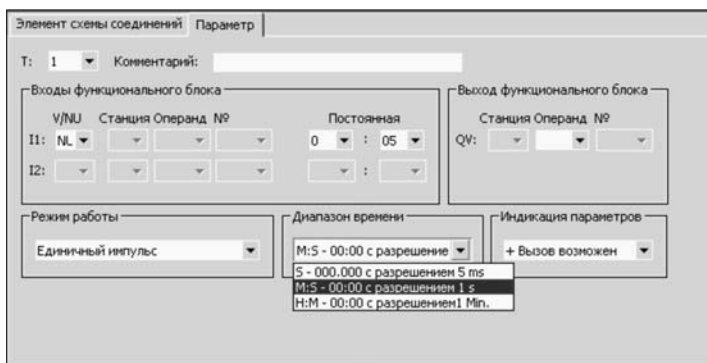 Элемент схемы соединений Параметр
T: 1 Комментарий:
Входы функционального блока Выход функционального блока
V/NU Станция Операнд № Постоянная Станция Операнд №
I1: NL 0 : 05 QV:
I2: :
Режим работы Диапазон времени Индикация параметров
Единичный импульс M:S - 00:00 с разрешение + Вызов возможен
S - 000.000 с разрешением 5 ms
M:S - 00:00 с разрешением 1 s
H:M - 00:00 с разрешением1 Min.